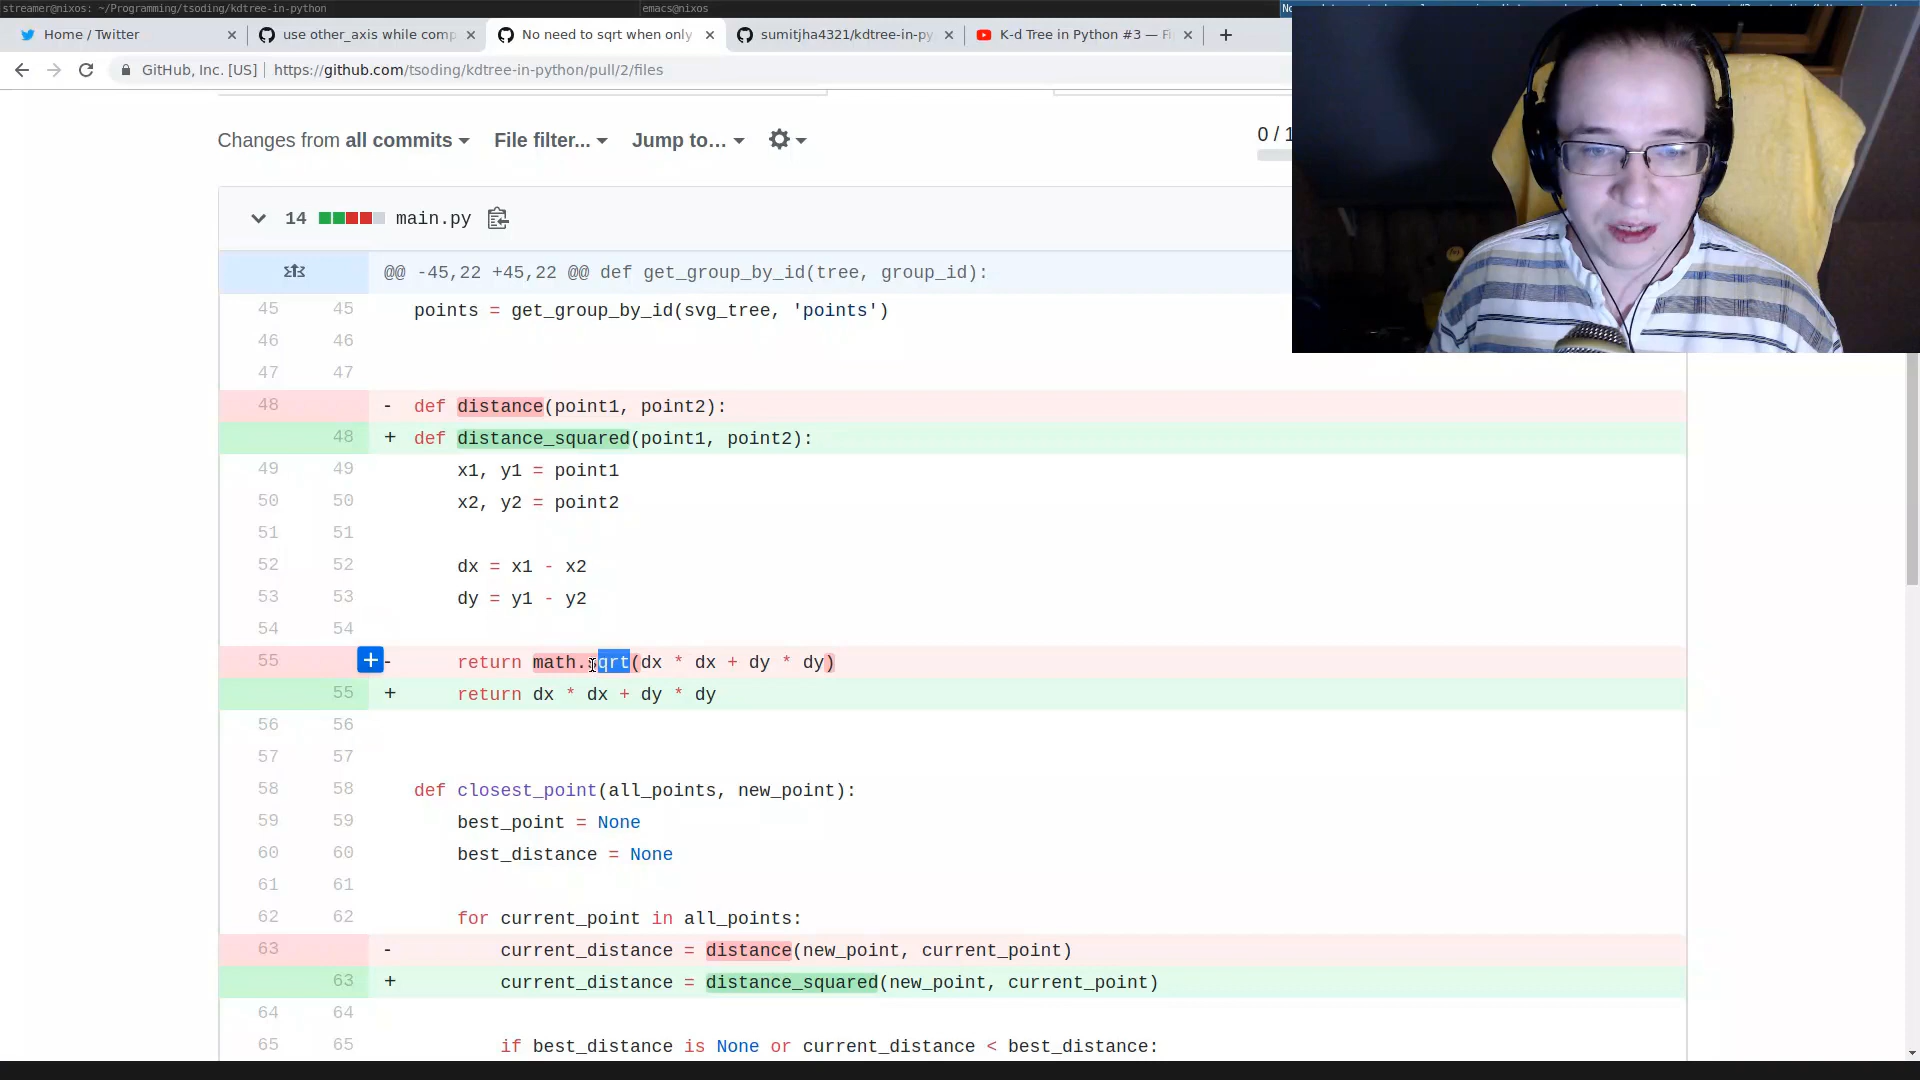 streamer@nixos: ~/Programming/tsoding/kdtree-in-python
emacs@nixos
Home / Twitter
use other_axis while comp
No need to sqrt when only
sumitjha4321/kdtree-in-py
K-d Tree in Python #3 — Fi
GitHub, Inc. [US]
https://github.com/tsoding/kdtree-in-python/pull/2/files
Changes from all commits
File filter...
Jump to...
0 / 1
14 main.py
@@ -45,22 +45,22 @@ def get_group_by_id(tree, group_id):
45 45 points = get_group_by_id(svg_tree, 'points')
46 46
47 47
48 - def distance(point1, point2):
48 + def distance_squared(point1, point2):
49 49 x1, y1 = point1
50 50 x2, y2 = point2
51 51
52 52 dx = x1 - x2
53 53 dy = y1 - y2
54 54
55 - return math.sqrt(dx * dx + dy * dy)
55 + return dx * dx + dy * dy
56 56
57 57
58 58 def closest_point(all_points, new_point):
59 59 best_point = None
60 60 best_distance = None
61 61
62 62 for current_point in all_points:
63 - current_distance = distance(new_point, current_point)
63 + current_distance = distance_squared(new_point, current_point)
64 64
65 65 if best_distance is None or current_distance < best_distance: